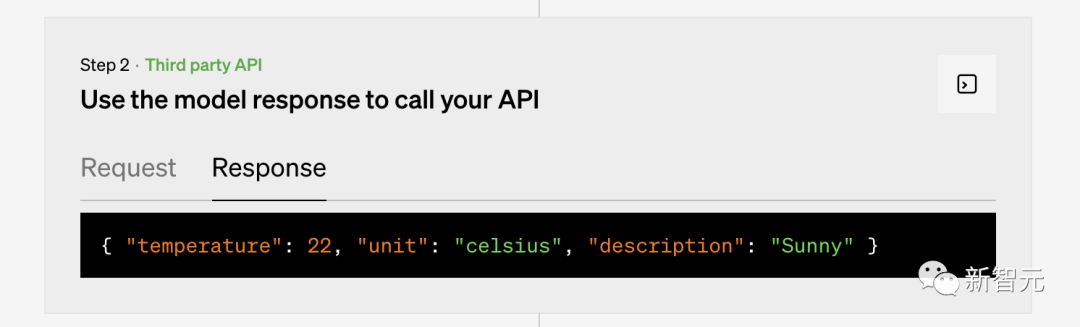 Step 2 · Third party API
Use the model response to call your API
Request Response
{ "temperature": 22, "unit": "celsius", "description": "Sunny" }
新智元